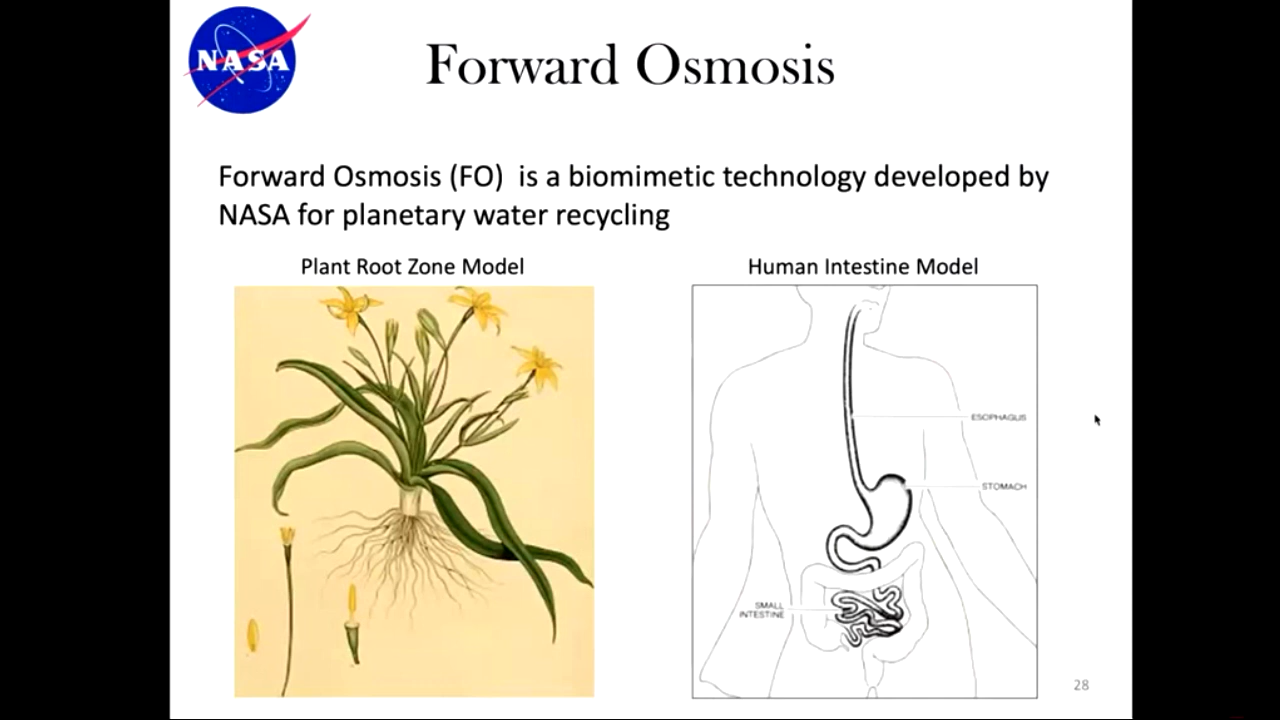 NASA
Forward Osmosis
Forward Osmosis (FO) is a biomimetic technology developed by
NASA for planetary water recycling
Plant Root Zone Model
Human Intestine Model
ESOPHAGUS
STOMACH
SMALL
INTESTINE
28